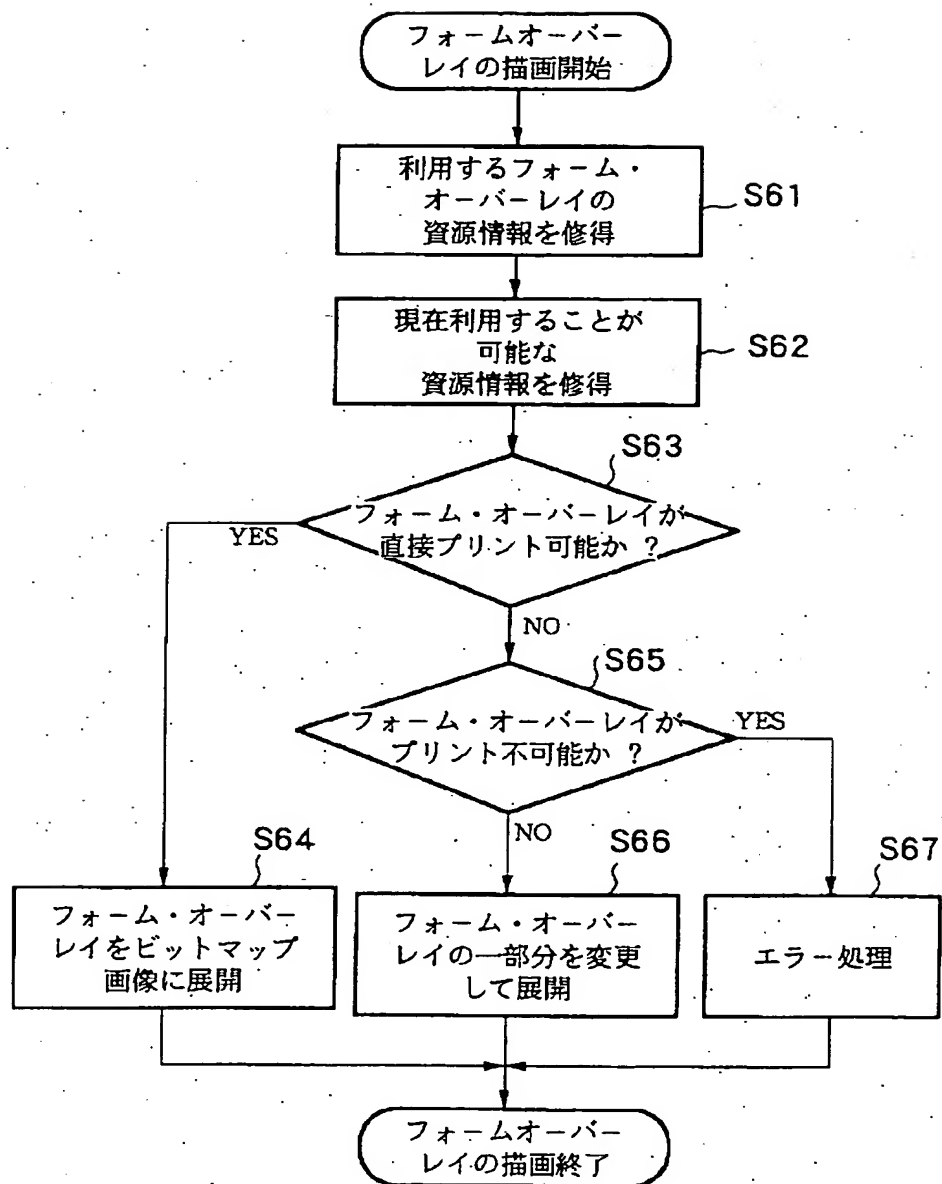 フォームオーバー
レイの描画開始
利用するフォーム・
オーバーレイの
資源情報を修得
S61
現在利用することが
可能な
資源情報を修得
S62
S63
フォーム・オーバーレイが
直接プリント可能か ?
YES
NO
S65
フォーム・オーバーレイが
プリント不可能か ?
YES
NO
S64
フォーム・オーバー
レイをビットマップ
画像に展開
S66
フォーム・オーバー
レイの一部分を変更
して展開
S67
エラー処理
フォームオーバー
レイの描画終了